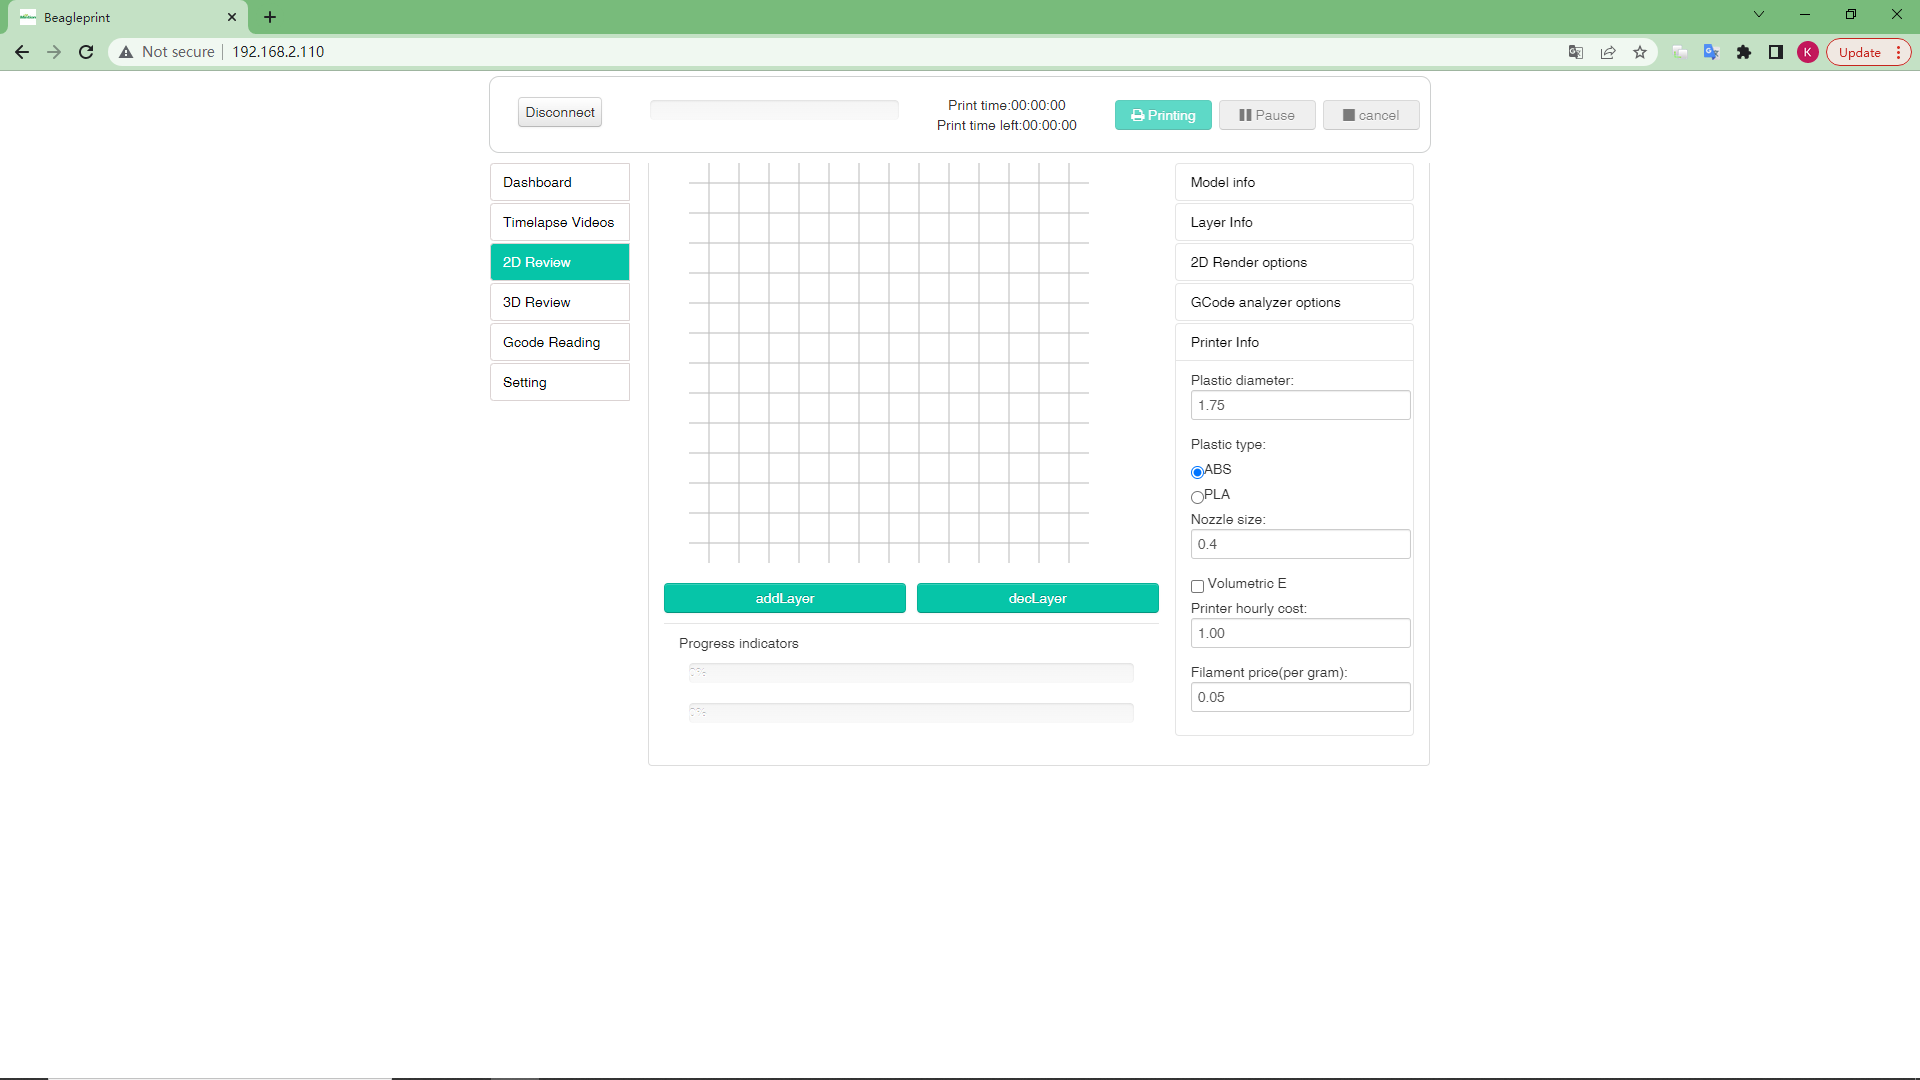 Beagleprint
Not secure
192.168.2.110
K
Update
Disconnect
Print time:00:00:00
Print time left:00:00:00
Printing
Pause
cancel
Dashboard
Timelapse Videos
2D Review
3D Review
Gcode Reading
Setting
addLayer
decLayer
Progress indicators
Model info
Layer Info
2D Render options
GCode analyzer options
Printer Info
Plastic diameter:
1.75
Plastic type:
ABS
PLA
Nozzle size:
0.4
Volumetric E
Printer hourly cost:
1.00
Filament price(per gram):
0.05